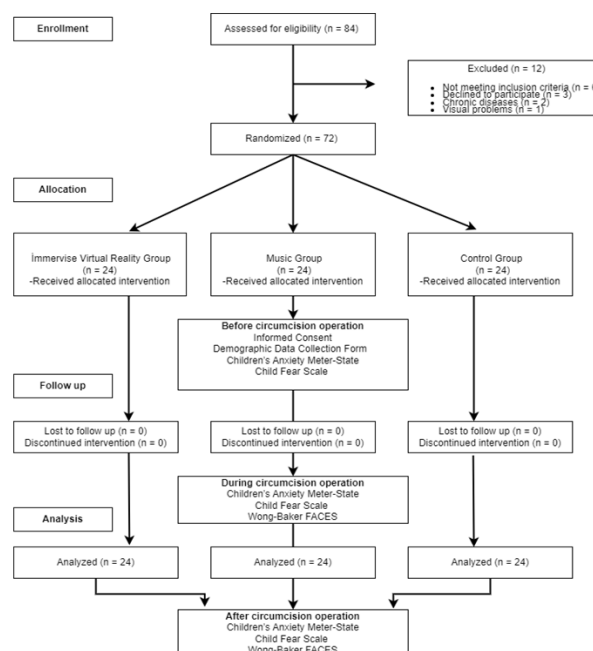 Enrollment
Assessed for eligibility (n = 84)
Excluded (n = 12)
Not meeting inclusion criteria (n =
Declined to participate (n = 3)
Chronic diseases (n = 2)
Visual problems (n = 1)
Randomized (n = 72)
Allocation
İmmervise Virtual Reality Group
(n = 24)
-Received allocated intervention
Music Group
(n = 24)
-Received allocated intervention
Control Group
(n = 24)
-Received allocated intervention
Before circumcision operation
Informed Consent
Demographic Data Collection Form
Children's Anxiety Meter-State
Child Fear Scale
Follow up
Lost to follow up (n = 0)
Discontinued intervention (n = 0)
Lost to follow up (n = 0)
Discontinued intervention (n = 0)
Lost to follow up (n = 0)
Discontinued intervention (n = 0)
During circumcision operation
Children's Anxiety Meter-State
Child Fear Scale
Wong-Baker FACES
Analysis
Analyzed (n = 24)
Analyzed (n = 24)
Analyzed (n = 24)
After circumcision operation
Children's Anxiety Meter-State
Child Fear Scale
Wong-Baker FACES